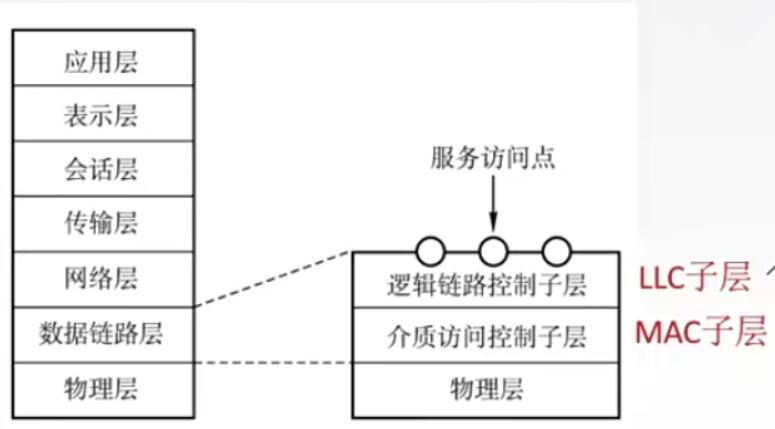 应用层
表示层
会话层
传输层
网络层
数据链路层
物理层
服务访问点
逻辑链路控制子层
LLC子层
介质访问控制子层
MAC子层
物理层